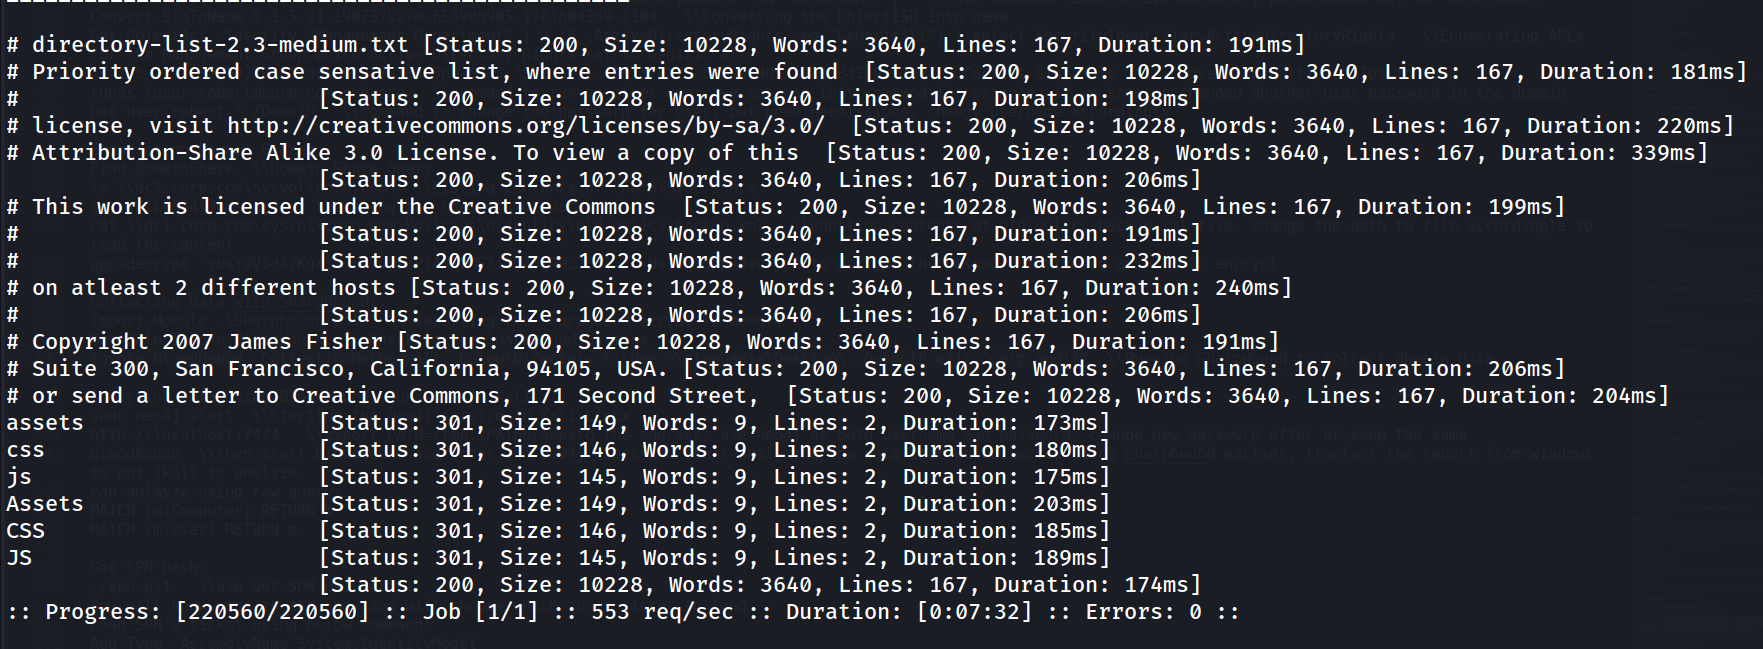 # directory-list-2.3-medium.txt [Status: 200, Size: 10228, Words: 3640, Lines: 167, Duration: 191ms]
# Priority ordered case sensative list, where entries were found  [Status: 200, Size: 10228, Words: 3640, Lines: 167, Duration: 181ms]
#                       [Status: 200, Size: 10228, Words: 3640, Lines: 167, Duration: 198ms]
# license, visit http://creativecommons.org/licenses/by-sa/3.0/  [Status: 200, Size: 10228, Words: 3640, Lines: 167, Duration: 220ms]
# Attribution-Share Alike 3.0 License. To view a copy of this  [Status: 200, Size: 10228, Words: 3640, Lines: 167, Duration: 339ms]
                        [Status: 200, Size: 10228, Words: 3640, Lines: 167, Duration: 206ms]
# This work is licensed under the Creative Commons  [Status: 200, Size: 10228, Words: 3640, Lines: 167, Duration: 199ms]
#                       [Status: 200, Size: 10228, Words: 3640, Lines: 167, Duration: 191ms]
#                       [Status: 200, Size: 10228, Words: 3640, Lines: 167, Duration: 232ms]
# on atleast 2 different hosts [Status: 200, Size: 10228, Words: 3640, Lines: 167, Duration: 240ms]
#                       [Status: 200, Size: 10228, Words: 3640, Lines: 167, Duration: 206ms]
# Copyright 2007 James Fisher [Status: 200, Size: 10228, Words: 3640, Lines: 167, Duration: 191ms]
# Suite 300, San Francisco, California, 94105, USA. [Status: 200, Size: 10228, Words: 3640, Lines: 167, Duration: 206ms]
# or send a letter to Creative Commons, 171 Second Street,  [Status: 200, Size: 10228, Words: 3640, Lines: 167, Duration: 204ms]
assets                  [Status: 301, Size: 149, Words: 9, Lines: 2, Duration: 173ms]
css                     [Status: 301, Size: 146, Words: 9, Lines: 2, Duration: 180ms]
js                      [Status: 301, Size: 145, Words: 9, Lines: 2, Duration: 175ms]
Assets                  [Status: 301, Size: 149, Words: 9, Lines: 2, Duration: 203ms]
CSS                     [Status: 301, Size: 146, Words: 9, Lines: 2, Duration: 185ms]
JS                      [Status: 301, Size: 145, Words: 9, Lines: 2, Duration: 189ms]
                        [Status: 200, Size: 10228, Words: 3640, Lines: 167, Duration: 174ms]
:: Progress: [220560/220560] :: Job [1/1] :: 553 req/sec :: Duration: [0:07:32] :: Errors: 0 ::